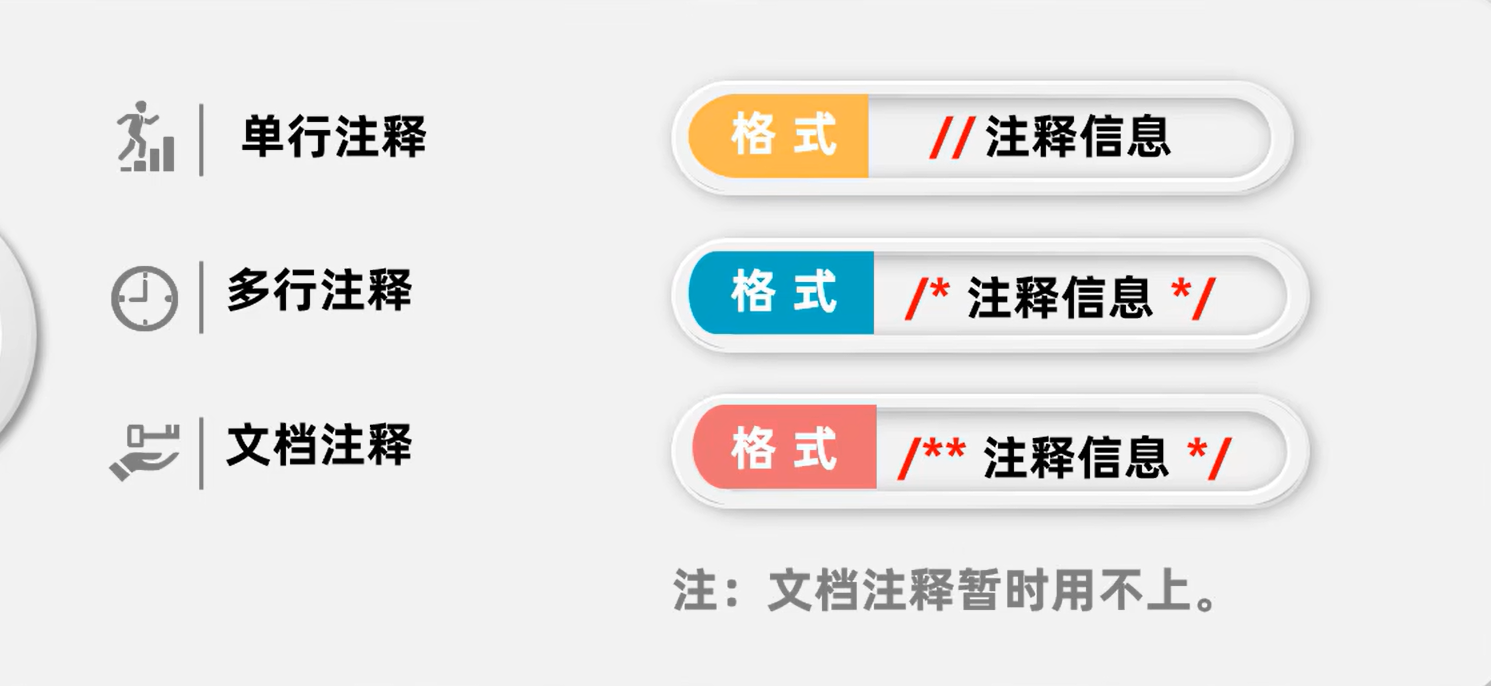 单行注释 格式 //注释信息
多行注释 格式 /* 注释信息 */
文档注释 格式 /** 注释信息 */
注：文档注释暂时用不上。